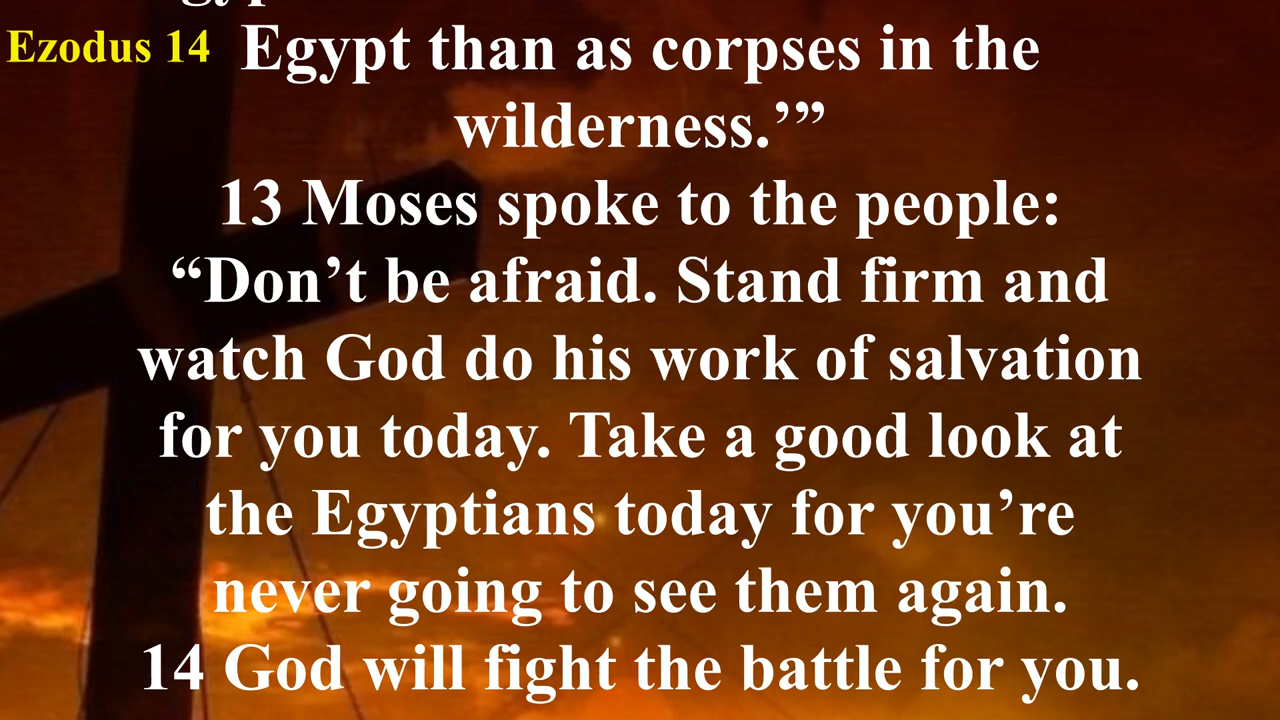 Ezodus 14
Egypt than as corpses in the
wilderness.’”
13 Moses spoke to the people:
“Don’t be afraid. Stand firm and
watch God do his work of salvation
for you today. Take a good look at
the Egyptians today for you’re
never going to see them again.
14 God will fight the battle for you.